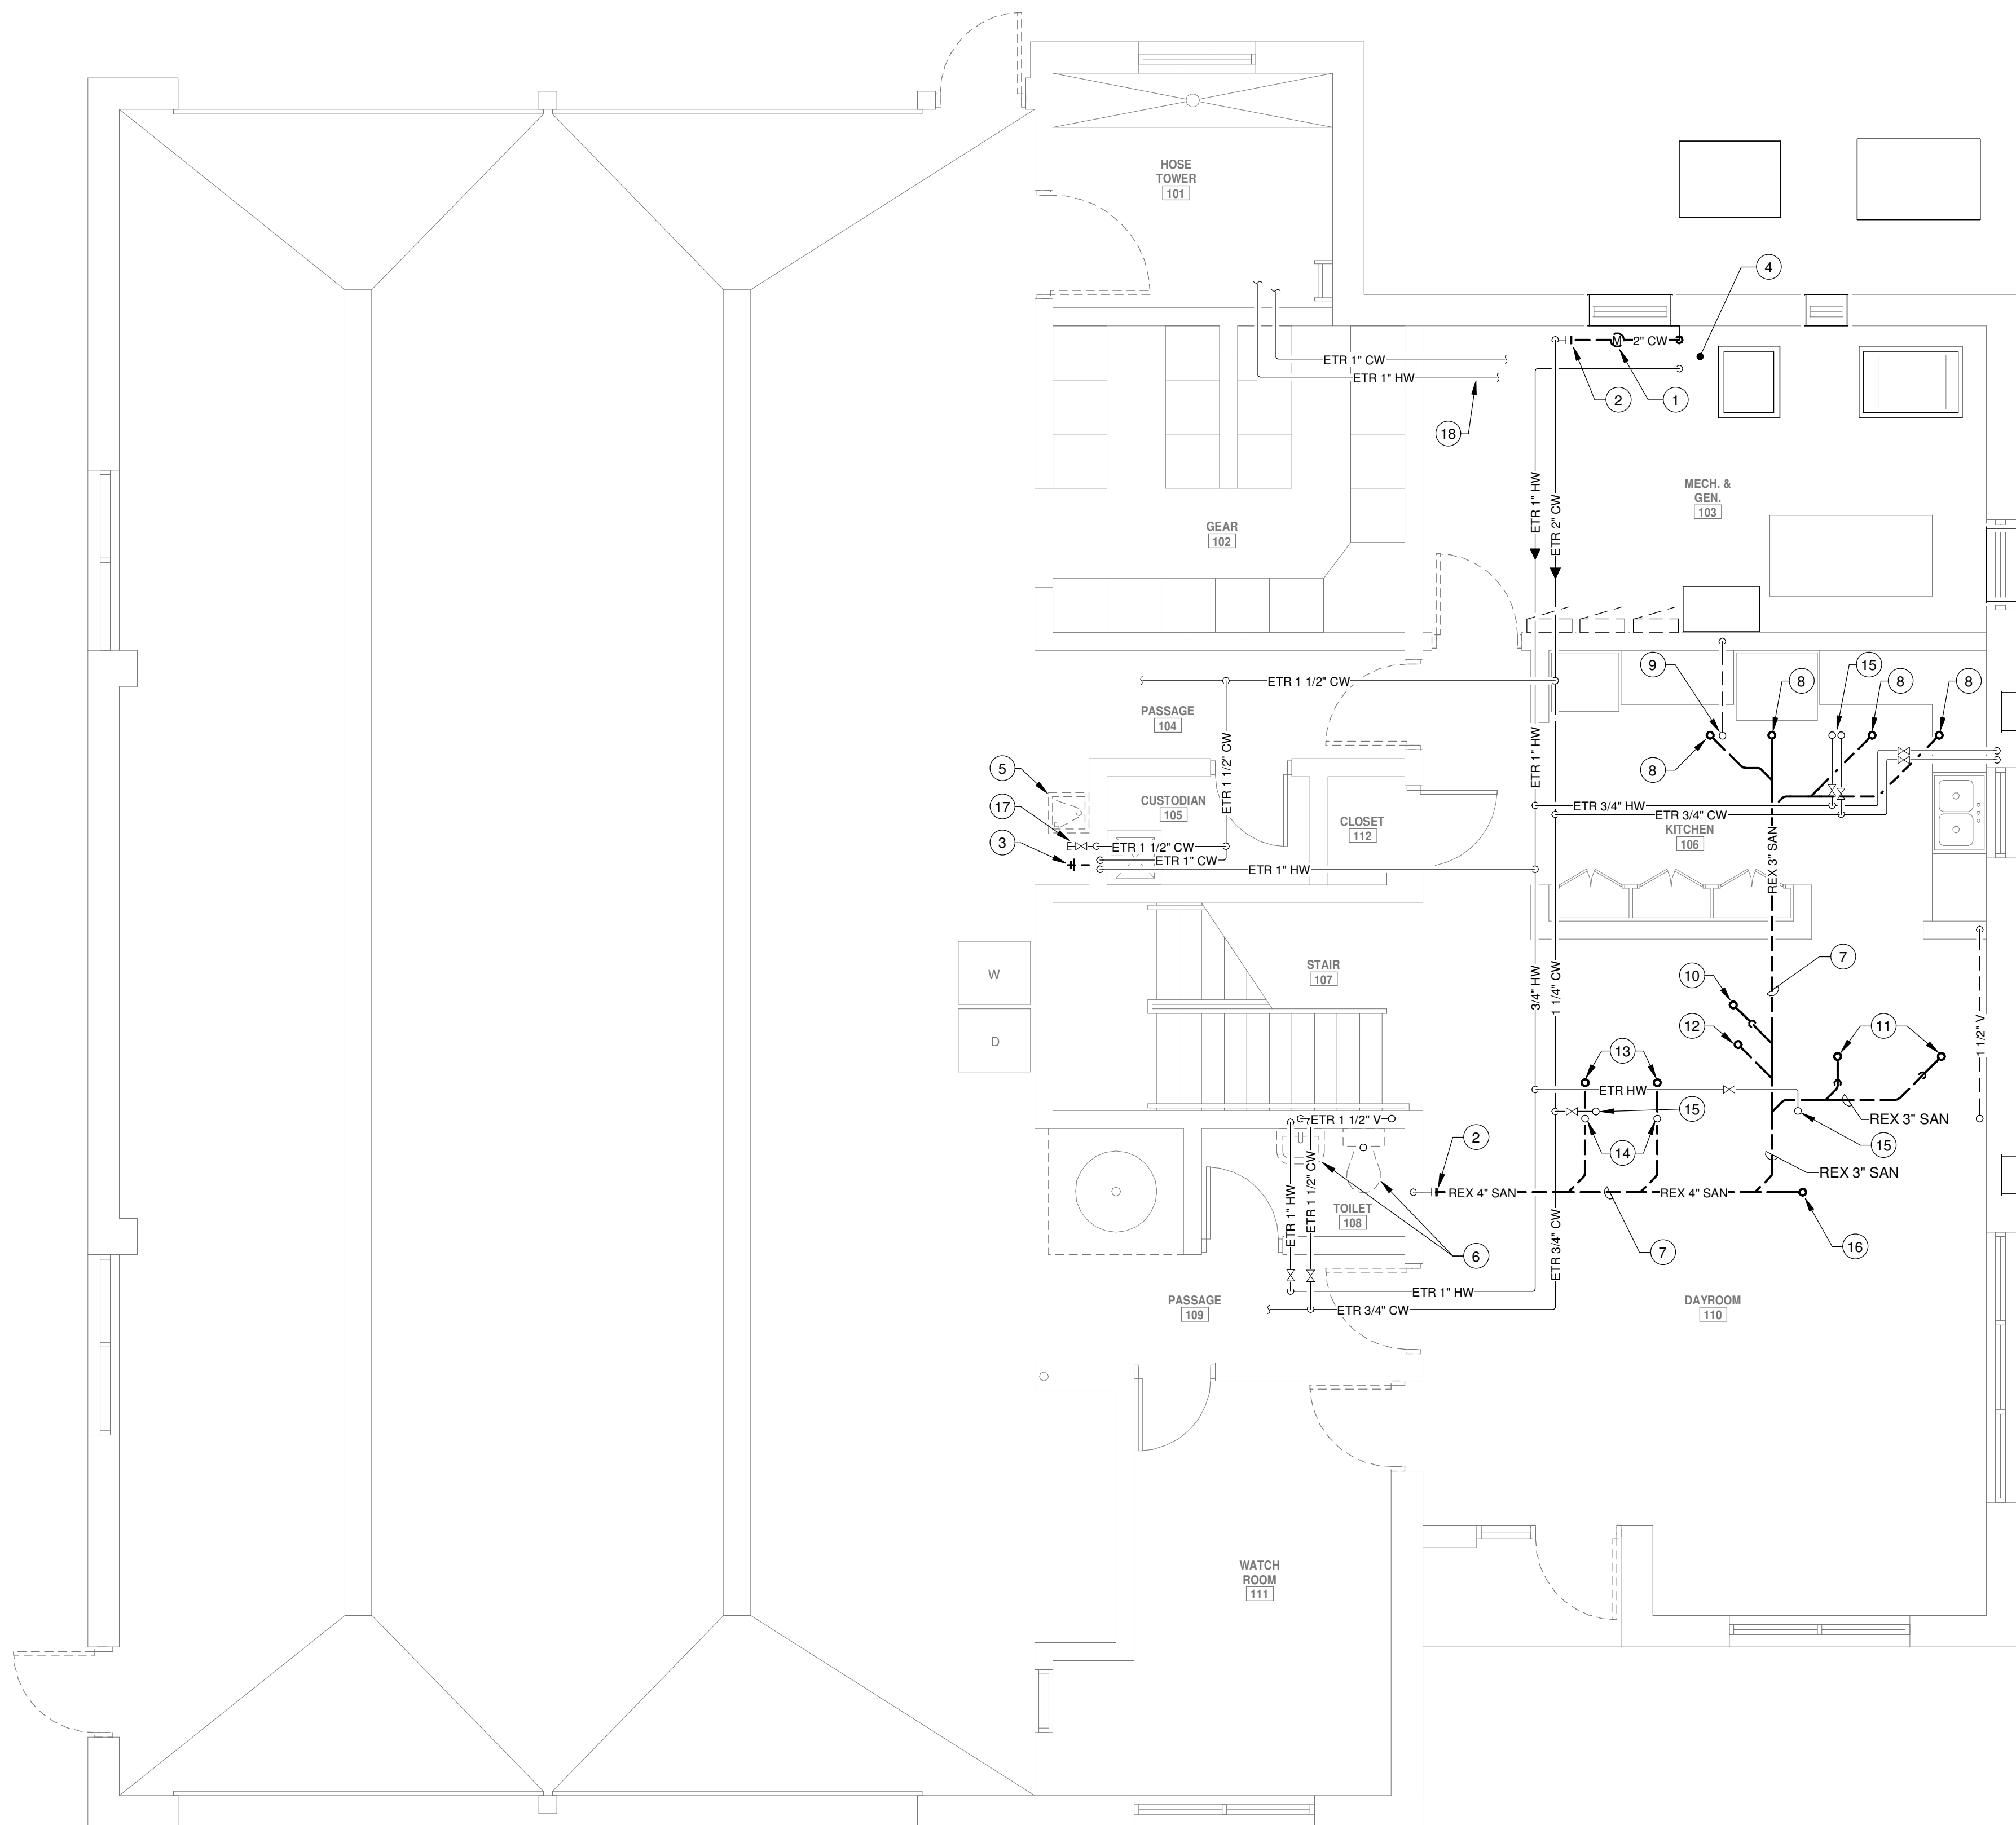 HOSE
TOWER
101
4
ETR 1" CW
ETR 1" HW
M
2" CW
2
1
18
ETR 1" HW
ETR 2" CW
MECH. &
GEN.
103
GEAR
102
ETR 1 1/2" CW
PASSAGE
104
9
8
15
8
8
8
ETR 1 1/2" CW
ETR 1" HW
5
17
3
CUSTODIAN
105
CLOSET
112
ETR 3/4" HW
ETR 3/4" CW
KITCHEN
106
ETR 1 1/2" CW
ETR 1" CW
ETR 1" HW
REX 3" SAN
W
D
STAIR
107
3/4" HW
1 1/4" CW
7
10
12
11
1 1/2" V
13
ETR HW
15
14
REX 3" SAN
15
REX 3" SAN
ETR 1 1/2" V
2
ETR 1" HW
ETR 1 1/2" CW
TOILET
108
REX 4" SAN
REX 4" SAN
6
7
16
ETR 3/4" CW
PASSAGE
109
ETR 1" HW
ETR 3/4" CW
DAYROOM
110
WATCH
ROOM
111